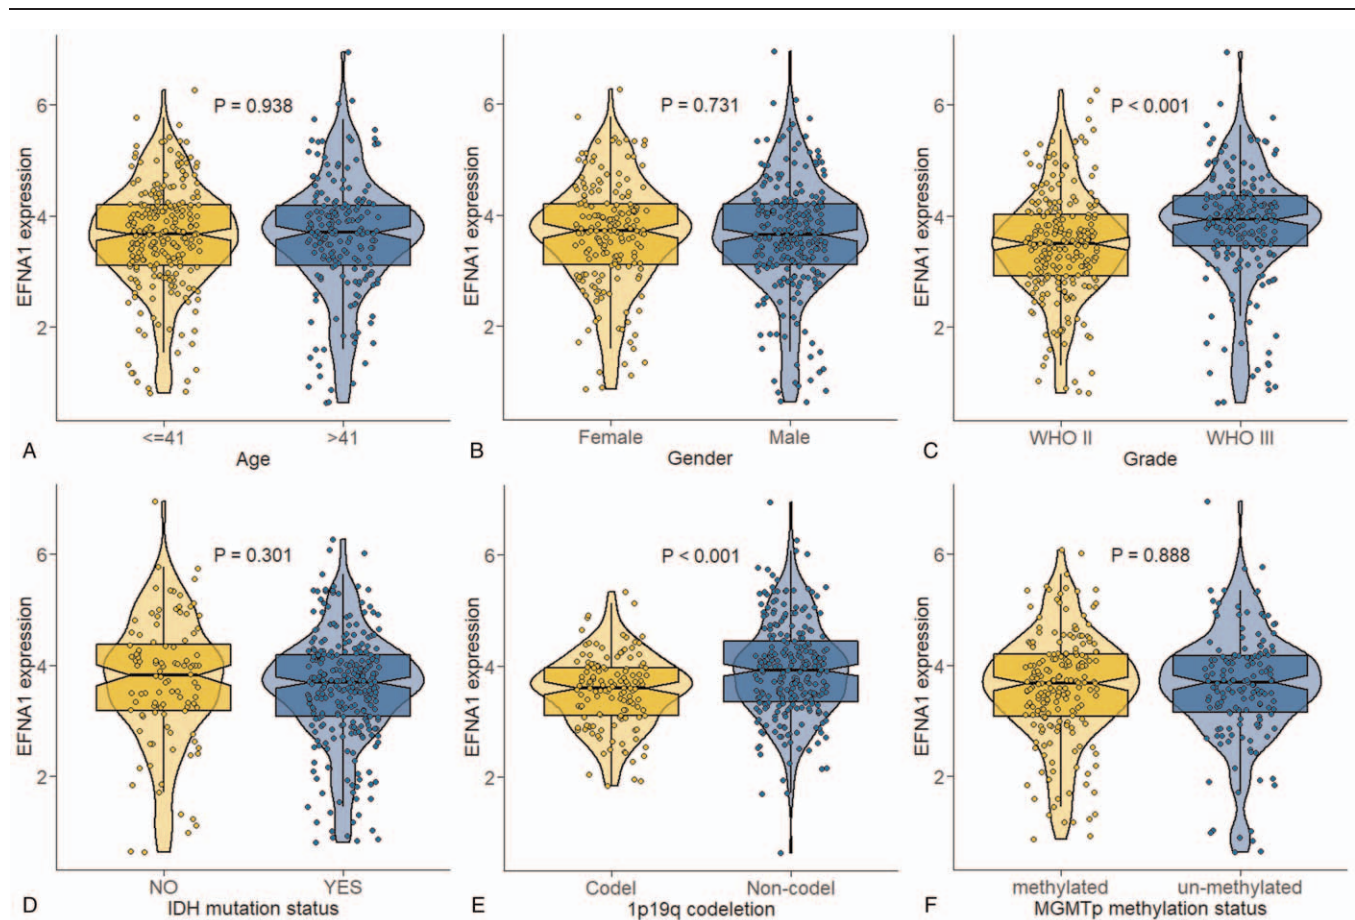 P = 0.938
EFNA1 expression
6
4
2
<=41
>41
A
Age
P = 0.731
EFNA1 expression
6
4
2
Female
Male
B
Gender
P < 0.001
EFNA1 expression
6
4
2
WHO II
WHO III
C
Grade
P = 0.301
EFNA1 expression
6
4
2
NO
YES
D
IDH mutation status
P < 0.001
EFNA1 expression
6
4
2
Codel
Non-codel
E
1p19q codeletion
P = 0.888
EFNA1 expression
6
4
2
methylated
un-methylated
F
MGMTp methylation status